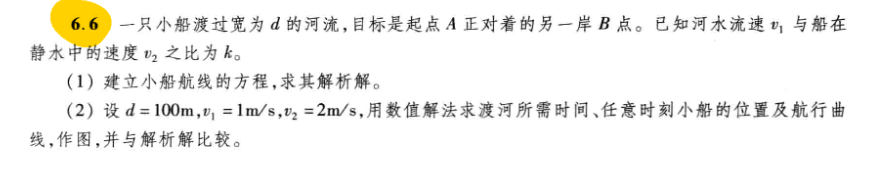 6.6 一只小船渡过宽为 d 的河流,目标是起点 A 正对着的另一岸 B 点。已知河水流速 v₁ 与船在
静水中的速度 v₂ 之比为 k。
(1) 建立小船航线的方程,求其解析解。
(2) 设 d = 100m,v₁ = 1m/s,v₂ = 2m/s,用数值解法求渡河所需时间、任意时刻小船的位置及航行曲
线,作图,并与解析解比较。